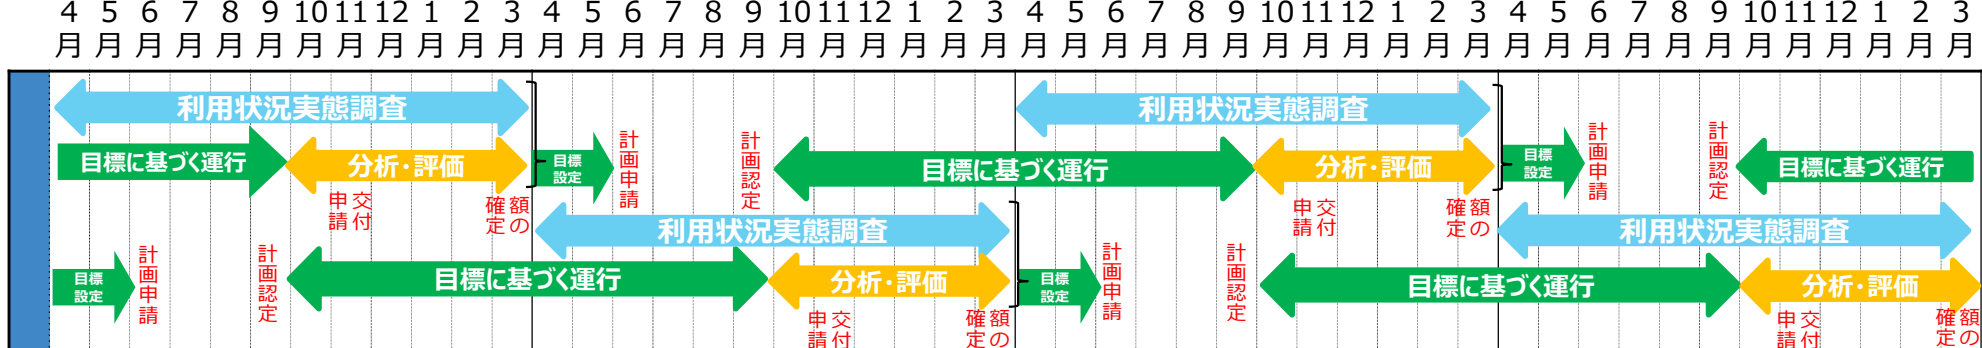 4 5 6 7 8 9 10 11 12 1 2 3 4 5 6 7 8 9 10 11 12 1 2 3 4 5 6 7 8 9 10 11 12 1 2 3 4 5 6 7 8 9 10 11 12 1 2 3
月 月 月 月 月 月 月 月 月 月 月 月 月 月 月 月 月 月 月 月 月 月 月 月 月 月 月 月 月 月 月 月 月 月 月 月 月 月 月 月 月 月 月 月 月 月 月 月
利用状況実態調査
利用状況実態調査
目標に基づく運行
分析・評価
目標
設定
計画申請
計画認定
目標に基づく運行
分析・評価
目標
設定
計画申請
計画認定
目標に基づく運行
交付
申請
額の
確定
交付
申請
額の
確定
利用状況実態調査
利用状況実態調査
目標
設定
計画申請
計画認定
目標に基づく運行
分析・評価
目標
設定
計画申請
計画認定
目標に基づく運行
分析・評価
交付
申請
額の
確定
交付
申請
額の
確定